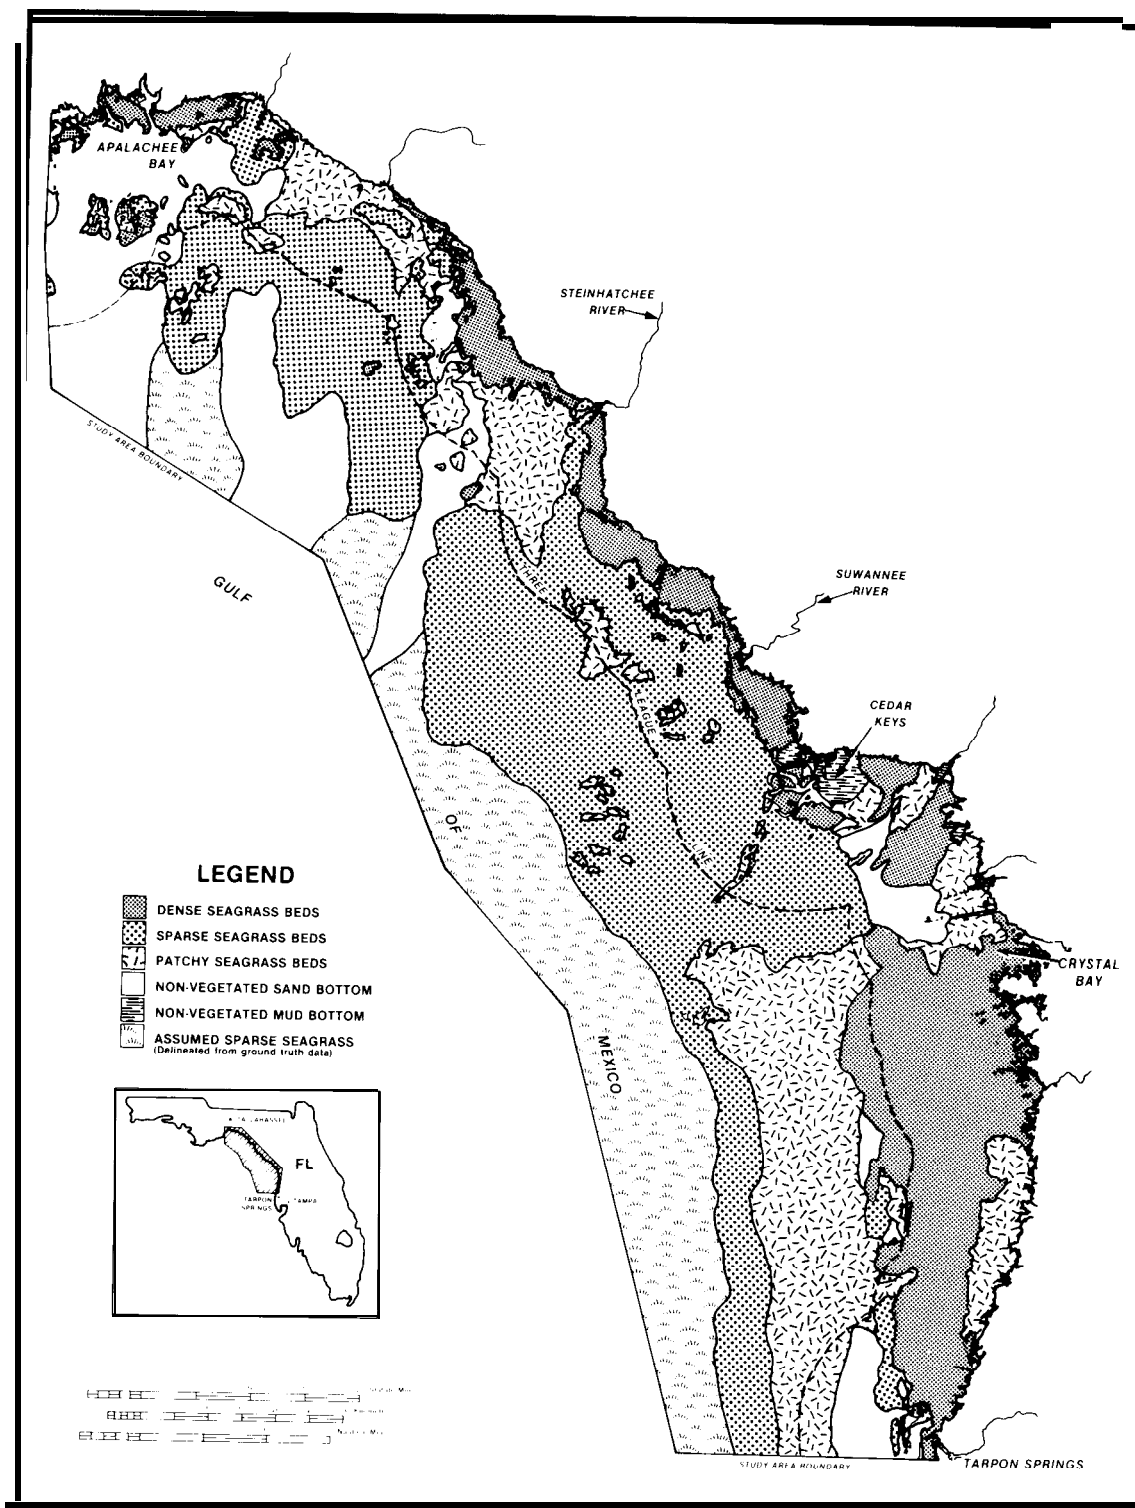 APALACHEE
BAY
STEINHATCHEE
RIVER
STUDY AREA BOUNDARY
GULF
THREE
SUWANNEE
RIVER
LEAGUE
CEDAR
KEYS
OF
LEGEND
DENSE SEAGRASS BEDS
SPARSE SEAGRASS BEDS
PATCHY SEAGRASS BEDS
NON-VEGETATED SAND BOTTOM
NON-VEGETATED MUD BOTTOM
ASSUMED SPARSE SEAGRASS
(Delineated from ground truth data)
CRYSTAL
BAY
MEXICO
FL
TARPON
SPRINGS
TAMPA
STUDY AREA BOUNDARY
TARPON SPRINGS